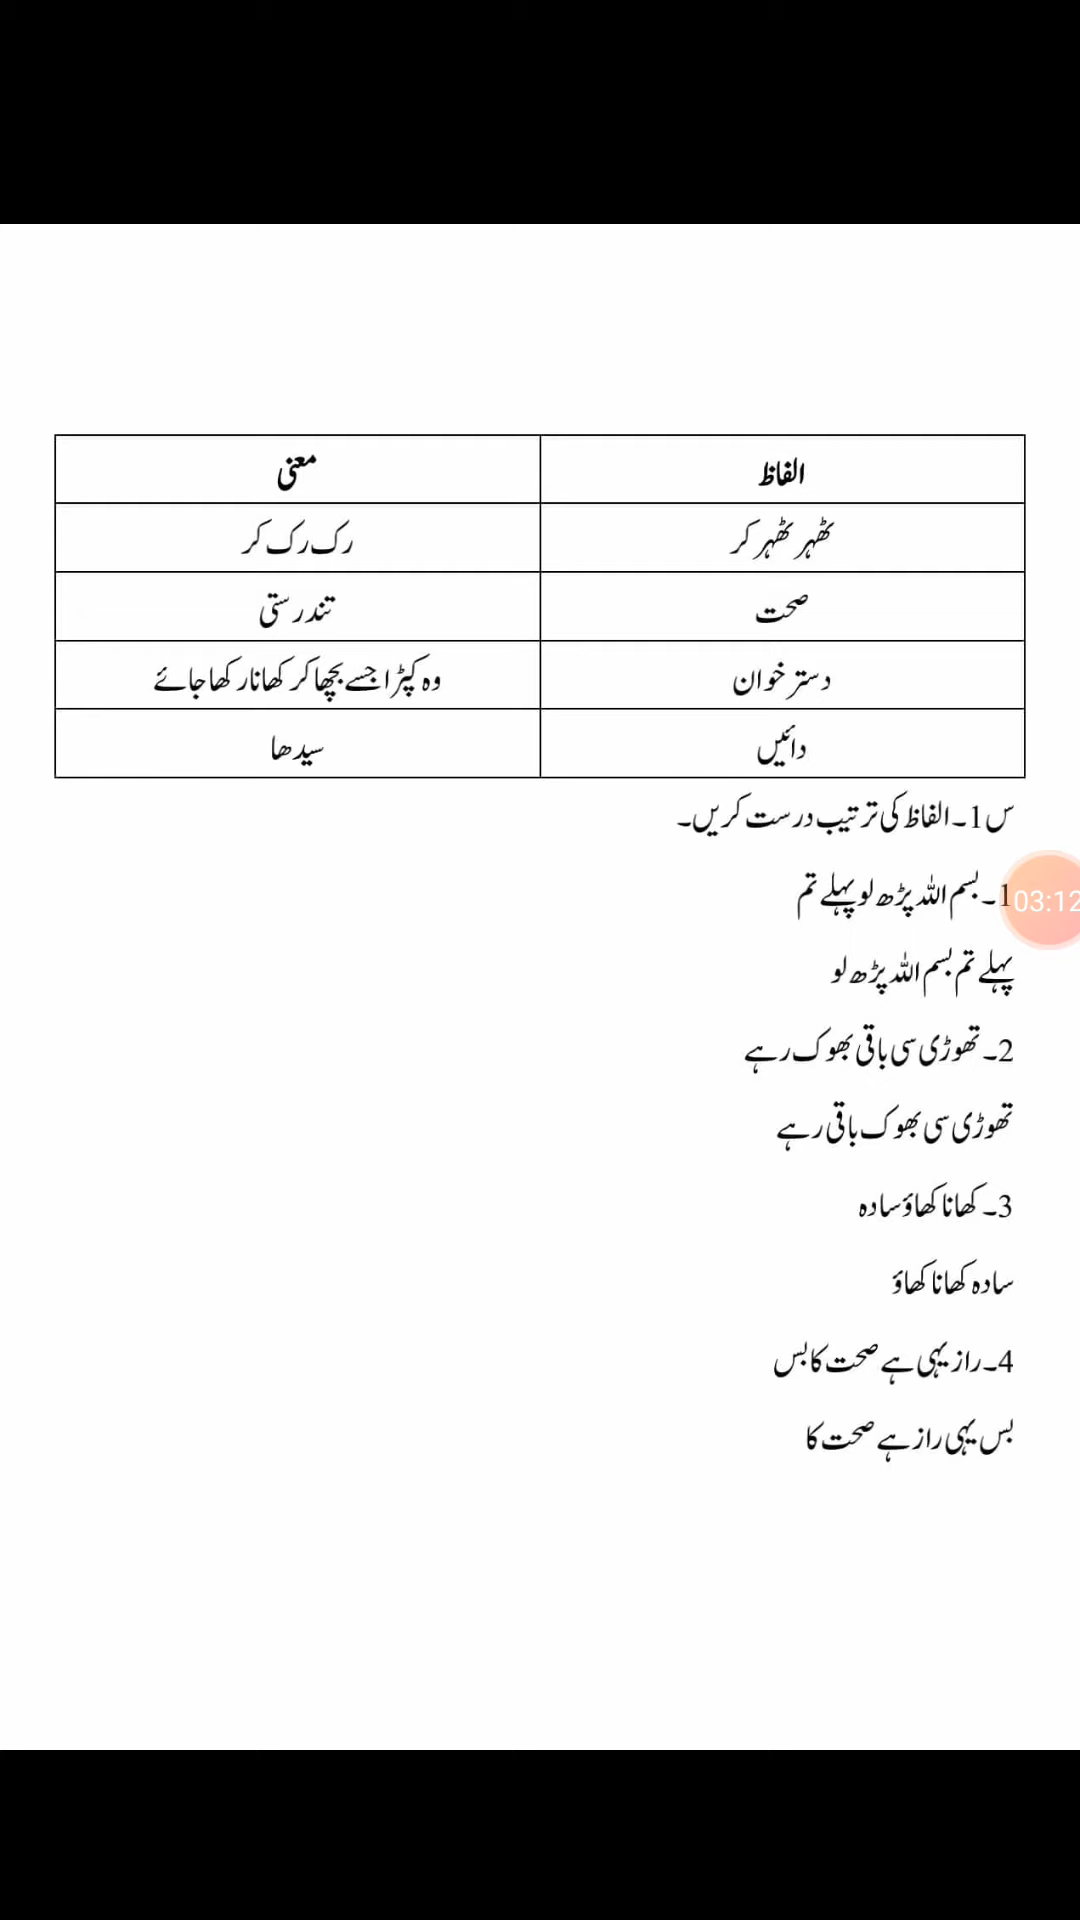 الفاظ معنی
ٹھہر ٹھہر کر رک رک کر
صحت تندرستی
دستر خوان وہ کپڑا جسے بچھا کر کھانا رکھا جائے
دائیں سیدھا
س1۔ الفاظ کی ترتیب درست کریں۔
1۔ بسم اللہ پڑھ لو پہلے تم
03:12
پہلے تم بسم اللہ پڑھ لو
2۔ تھوڑی سی باقی بھوک رہے
تھوڑی سی بھوک باقی رہے
3۔ کھانا کھاؤ سادہ
سادہ کھانا کھاؤ
4۔ راز یہی ہے صحت کا بس
بس یہی راز ہے صحت کا